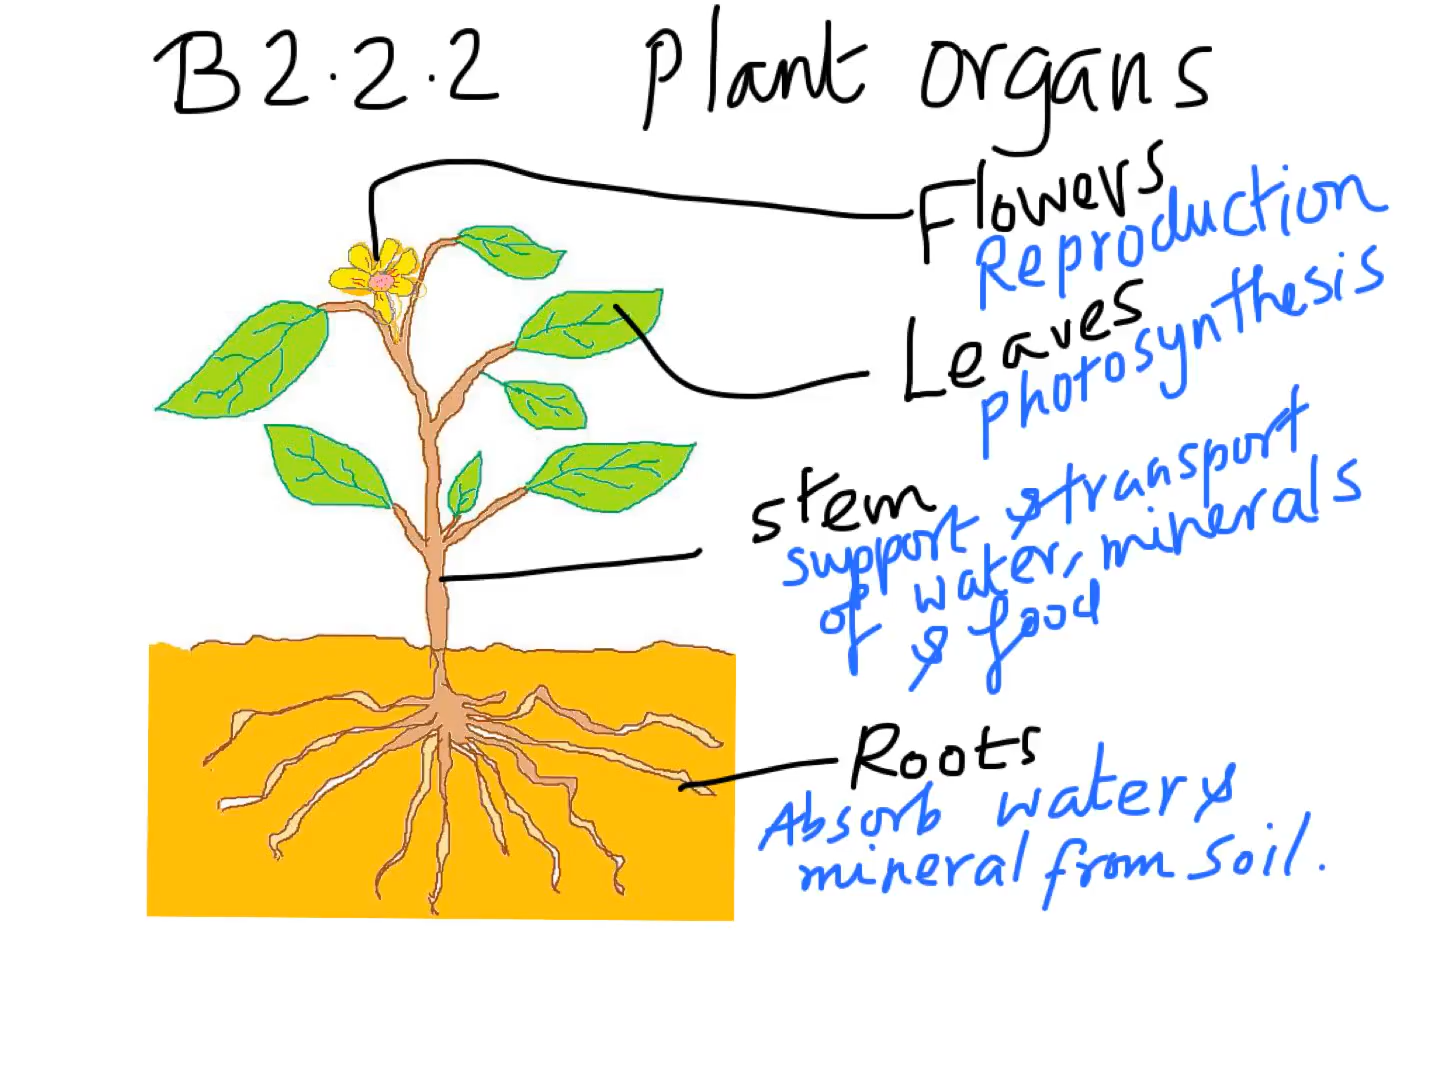 B2.2.2 Plant organs
Flowers
Reproduction
Leaves
photosynthesis
stem
support & transport
of water, minerals
& food
Roots
Absorb water &
mineral from soil.